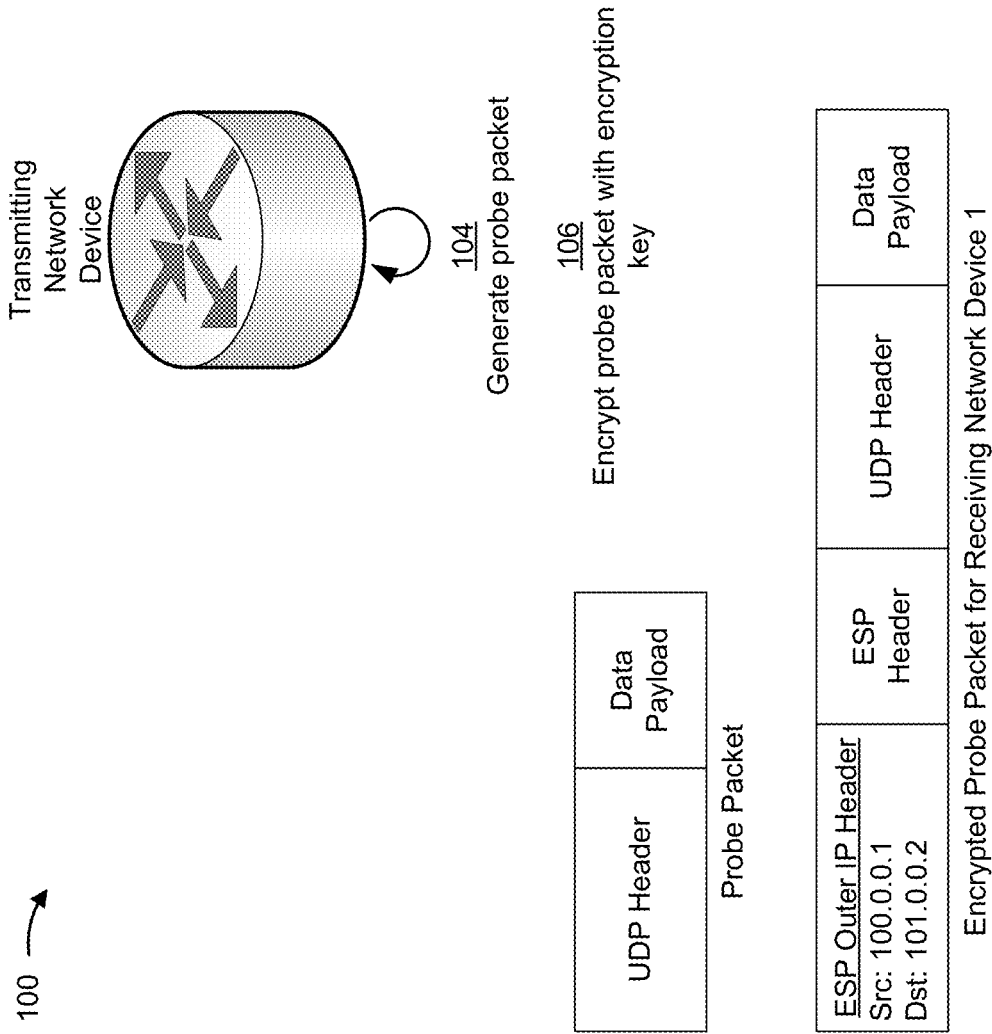 100
Transmitting
Network
Device
104
Generate probe packet
106
Encrypt probe packet with encryption
key
UDP Header
Data
Payload
Probe Packet
ESP Outer IP Header
Src: 100.0.0.1
Dst: 101.0.0.2
ESP
Header
UDP Header
Data
Payload
Encrypted Probe Packet for Receiving Network Device 1